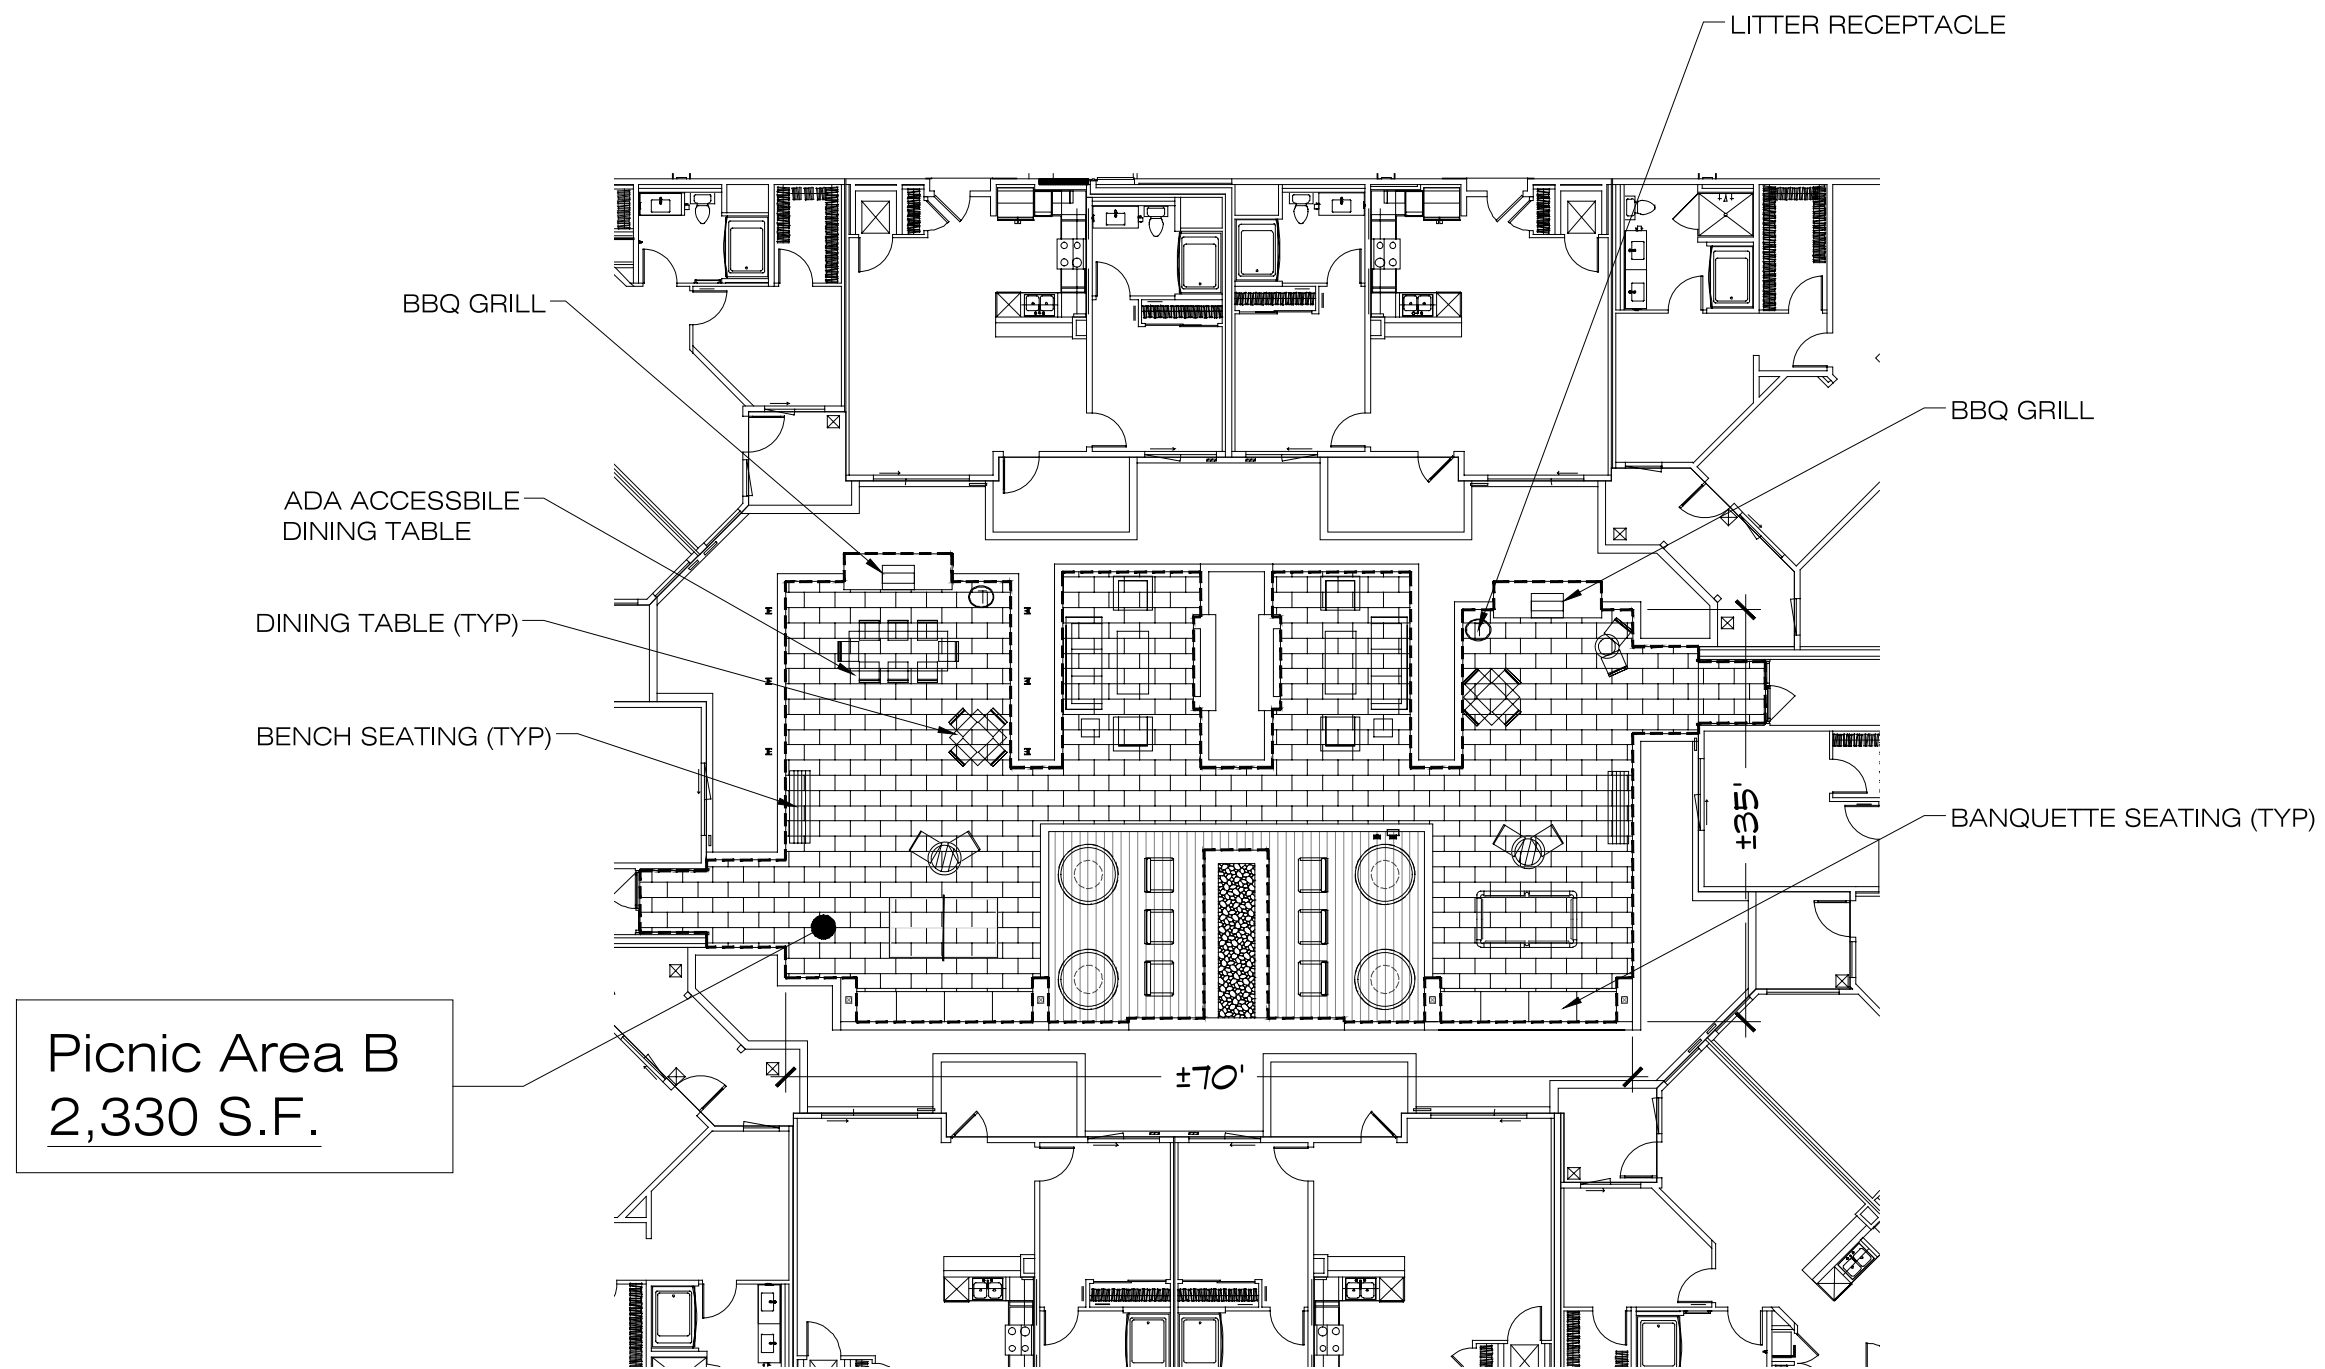 LITTER RECEPTACLE
BBQ GRILL
BBQ GRILL
ADA ACCESSBILE
DINING TABLE
DINING TABLE (TYP)
BENCH SEATING (TYP)
±35'
BANQUETTE SEATING (TYP)
Picnic Area B
2,330 S.F.
±70'